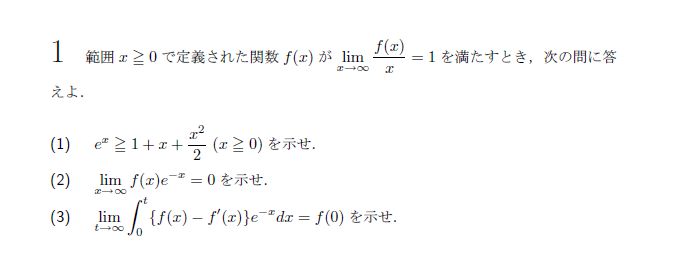 1 範囲 $x \geqq 0$ で定義された関数 $f(x)$ が $\lim_{x \to \infty} \frac{f(x)}{x} = 1$ を満たすとき，次の問に答
えよ．
(1) $e^x \geqq 1 + x + \frac{x^2}{2}$ $(x \geqq 0)$ を示せ．
(2) $\lim_{x \to \infty} f(x)e^{-x} = 0$ を示せ．
(3) $\lim_{t \to \infty} \int_0^t \{f(x) - f'(x)\}e^{-x}dx = f(0)$ を示せ．